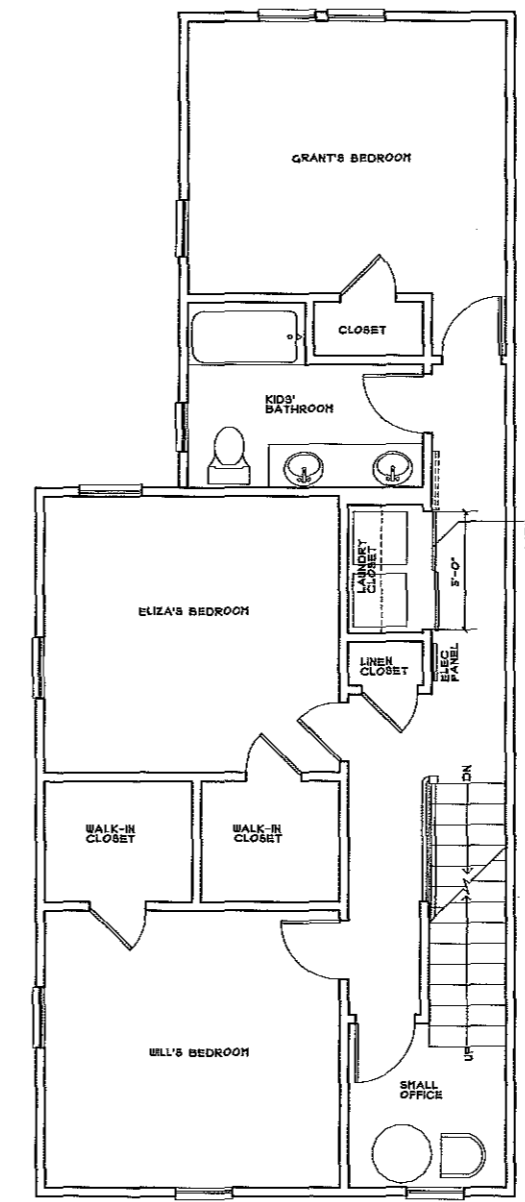 GRANT'S BEDROOM
CLOSET
KIDS'
BATHROOM
LAUNDRY
CLOSET
5'-0"
ELIZA'S BEDROOM
LINEN
CLOSET
ELEC
PANEL
DN
WALK-IN
CLOSET
WALK-IN
CLOSET
WILL'S BEDROOM
UP
SMALL
OFFICE